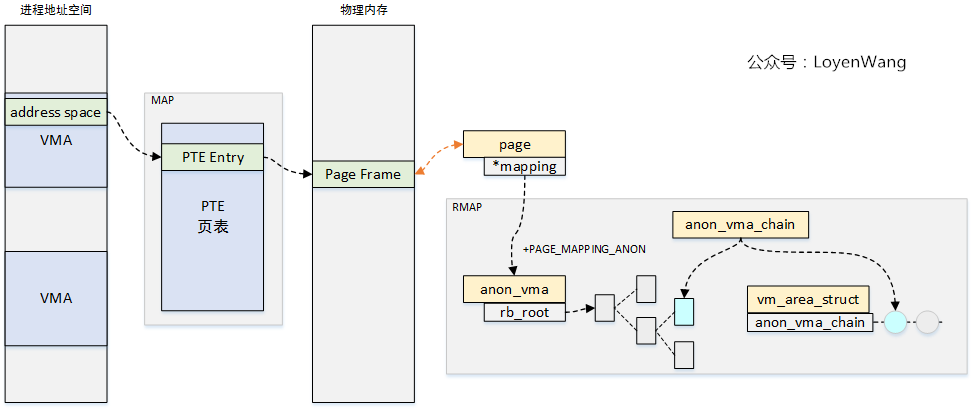 进程地址空间
物理内存
公众号：LoyenWang
MAP
address space
VMA
PTE Entry
PTE
页表
Page Frame
page
*mapping
RMAP
anon_vma_chain
+PAGE_MAPPING_ANON
anon_vma
rb_root
vm_area_struct
anon_vma_chain
VMA